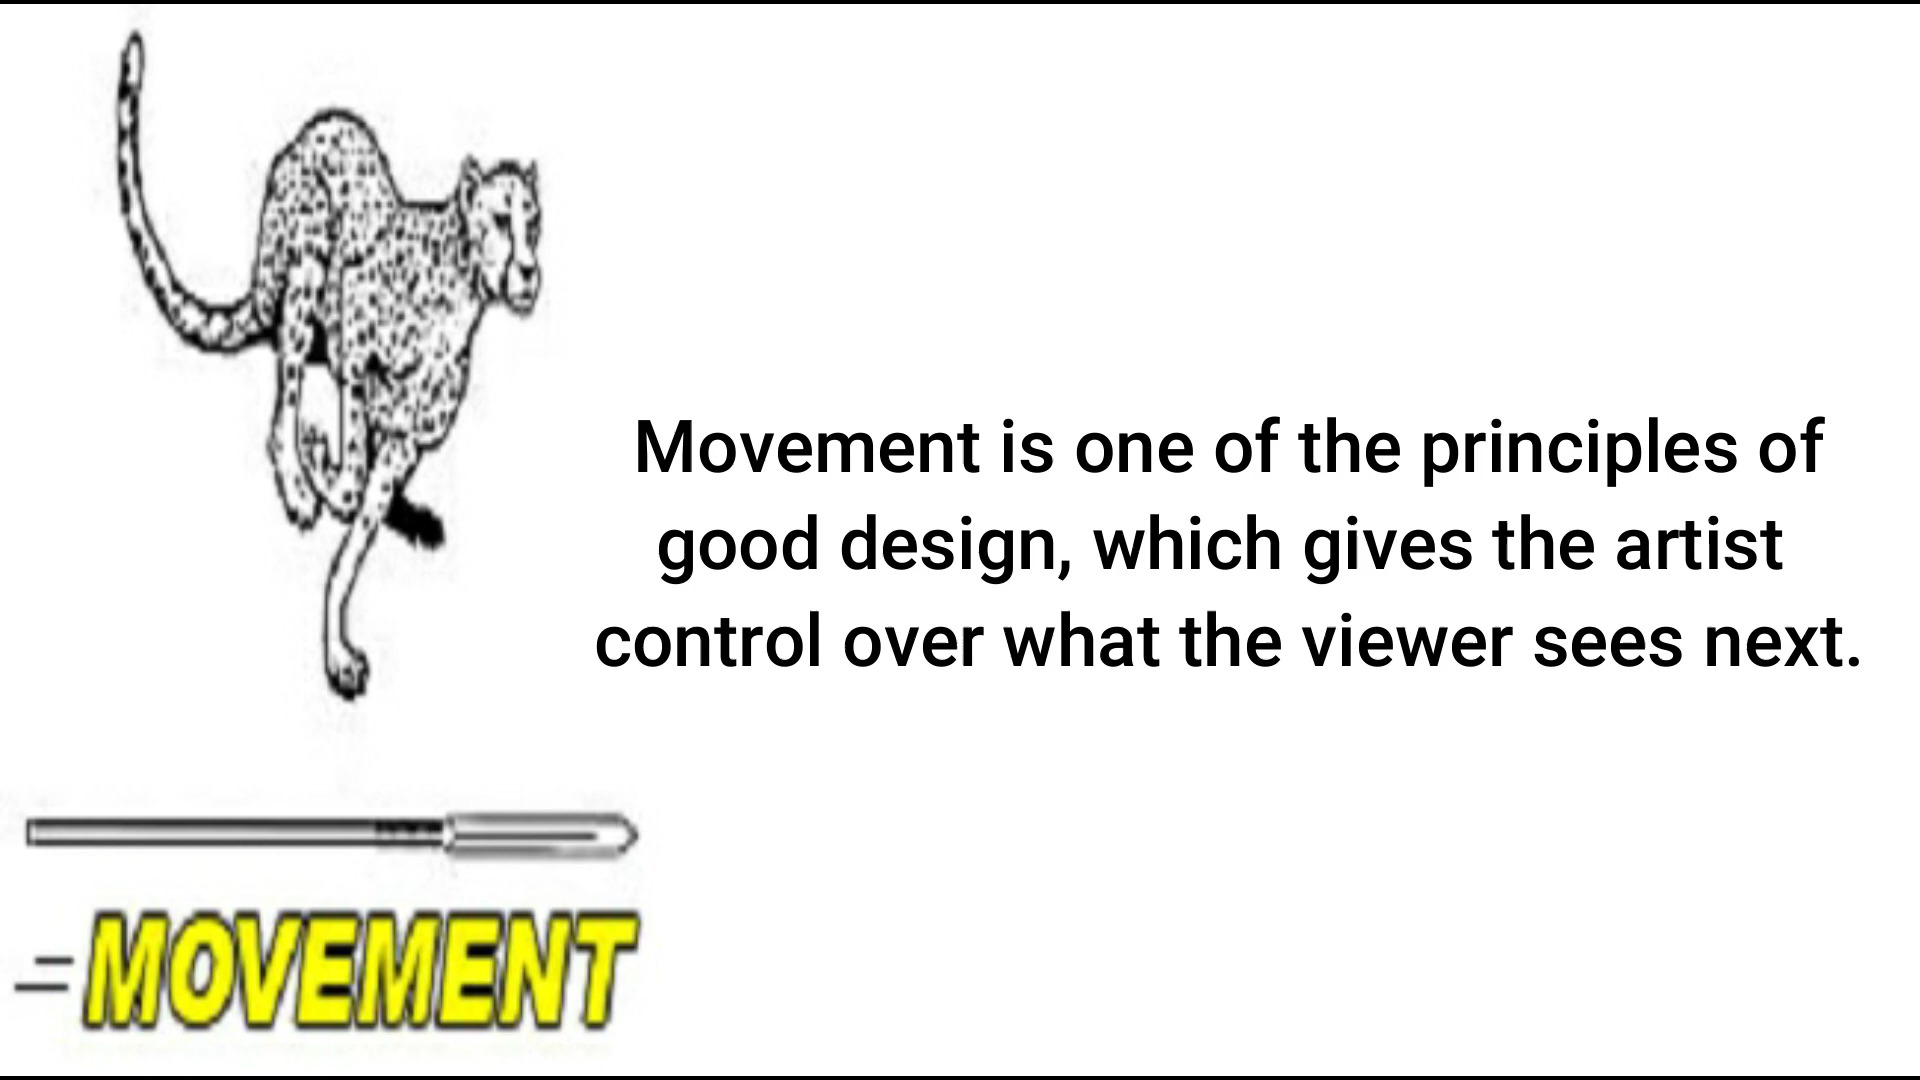 Movement is one of the principles of
good design, which gives the artist
control over what the viewer sees next.
MOVEMENT